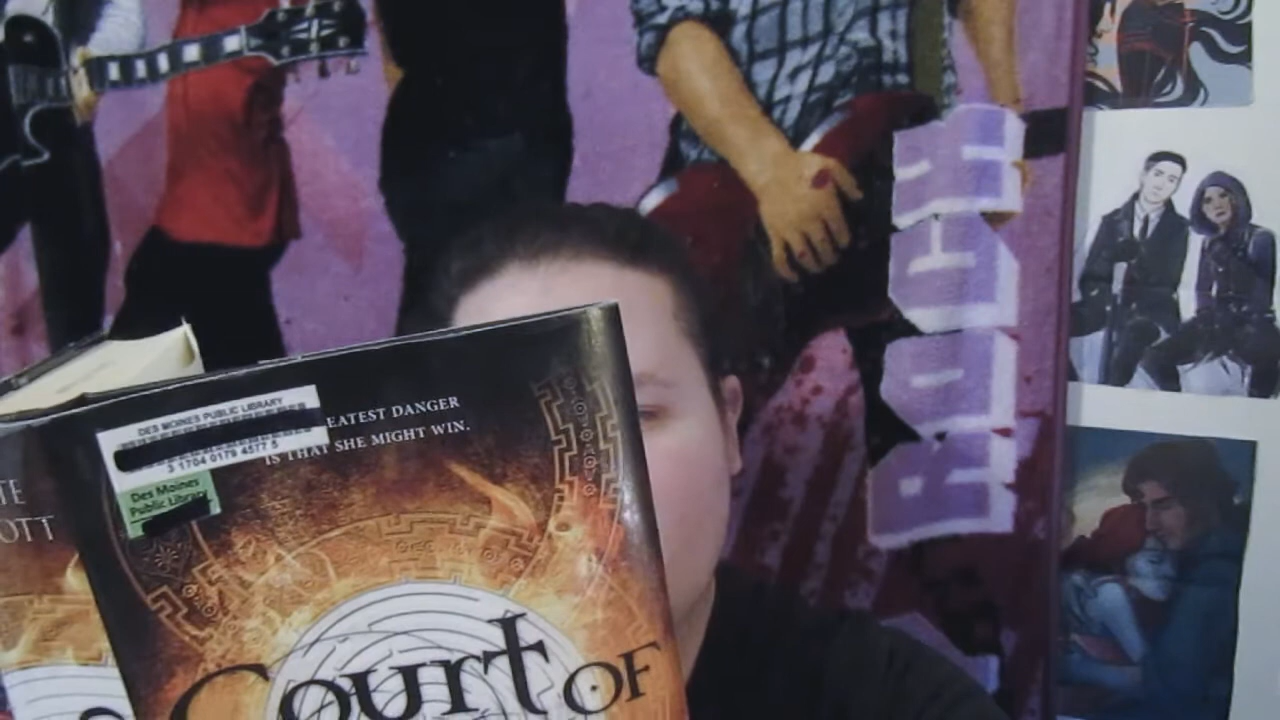 DES MOINES PUBLIC LIBRARY
3 1704 0179 4577 5
Des Moines
Public Library
EATEST DANGER
IS THAT SHE MIGHT WIN.
Court OF
TE
OTT